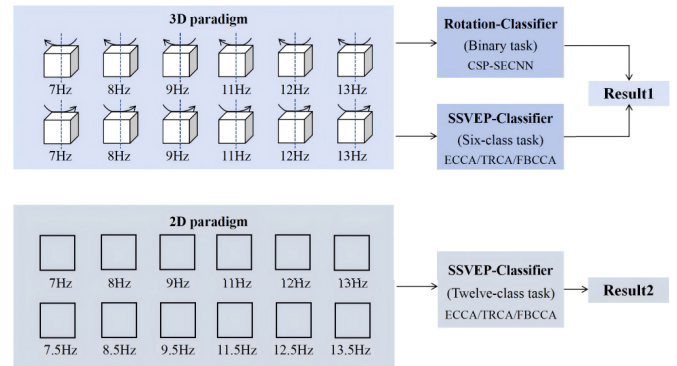 3D paradigm
7Hz 8Hz 9Hz 11Hz 12Hz 13Hz
7Hz 8Hz 9Hz 11Hz 12Hz 13Hz
Rotation-Classifier
(Binary task)
CSP-SECNN
SSVEP-Classifier
(Six-class task)
ECCA/TRCA/FBCCA
Result1
2D paradigm
7Hz 8Hz 9Hz 11Hz 12Hz 13Hz
7.5Hz 8.5Hz 9.5Hz 11.5Hz 12.5Hz 13.5Hz
SSVEP-Classifier
(Twelve-class task)
ECCA/TRCA/FBCCA
Result2